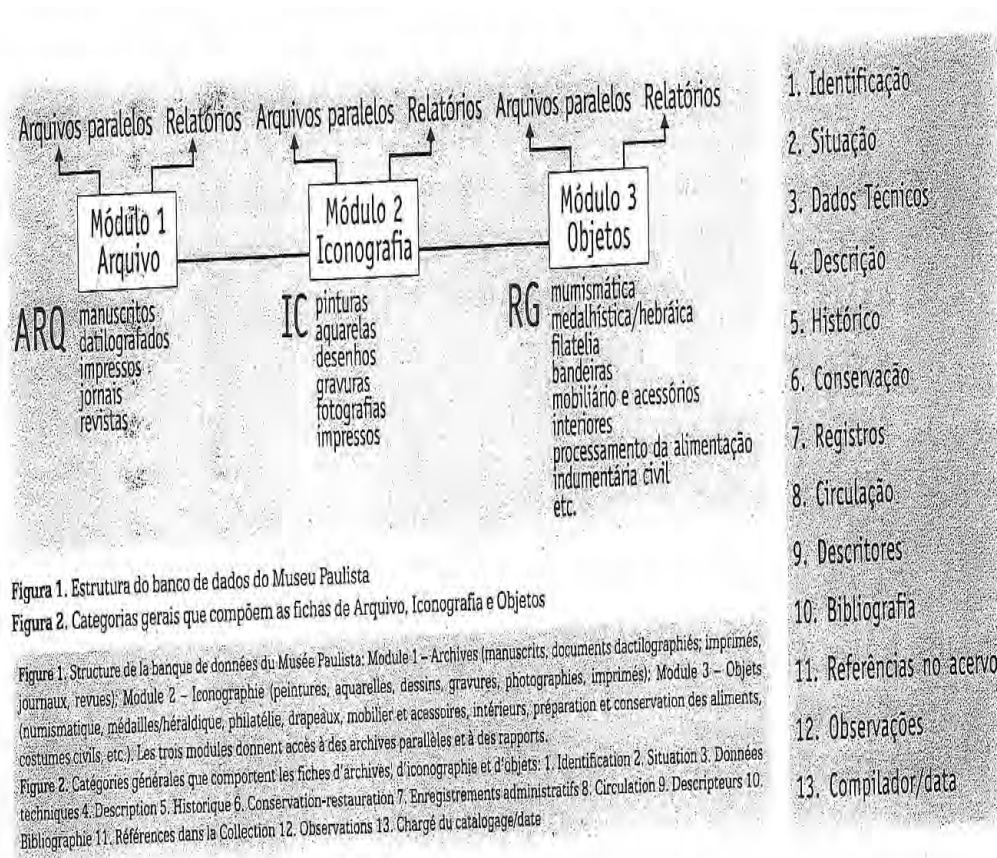 Arquivos paralelos Relatórios Arquivos paralelos Relatórios Arquivos paralelos Relatórios
Módulo 1
Arquivo
Módulo 2
Iconografia
Módulo 3
Objetos
ARQ
manuscritos
datilografados
impressos
jornais
revistas
IC
pinturas
aquarelas
desenhos
gravuras
fotografias
impressos
RG
mumismática
medalhística/hebráica
filatelia
bandeiras
mobiliário e acessórios
interiores
processamento da alimentação
indumentária civil
etc.
1. Identificação
2. Situação
3. Dados Técnicos
4. Descrição
5. Histórico
6. Conservação
7. Registros
8. Circulação
9. Descritores
10. Bibliografia
11. Referências no acervo
12. Observações
13. Compilador/data
Figura 1. Estrutura do banco de dados do Museu Paulista
Figura 2. Categorias gerais que compõem as fichas de Arquivo, Iconografia e Objetos
Figure 1. Structure de la banque de données du Musée Paulista: Module 1 – Archives (manuscrits, documents dactilographiés, imprimés,
journaux, revues); Module 2 – Iconographie (peintures, aquarelles, dessins, gravures, photographies, imprimés); Module 3 – Objets
(numismatique, médailles/héraldique, philatélie, drapeaux, mobilier et acessoires, intérieurs, préparation et conservation des aliments,
costumes civils, etc.). Les trois modules donnent accès à des archives parallèles et à des rapports.
Figure 2. Catégories générales que comportent les fiches d'archives, d'iconographie et d'objets: 1. Identification 2. Situation 3. Données
techniques 4. Description 5. Historique 6. Conservation-restauration 7. Enregistrements administratifs 8. Circulation 9. Descripteurs 10.
Bibliographie 11. Références dans la Collection 12. Observations 13. Chargé du catalogage/date